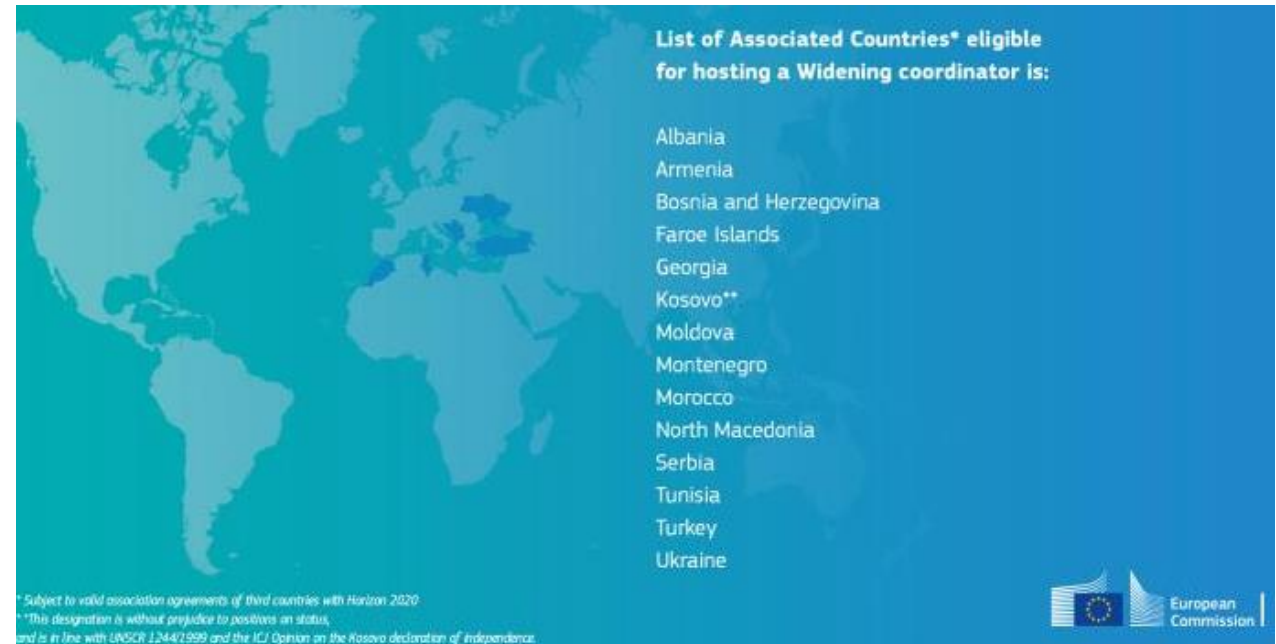 List of Associated Countries* eligible
for hosting a Widening coordinator is:
Albania
Armenia
Bosnia and Herzegovina
Faroe Islands
Georgia
Kosovo**
Moldova
Montenegro
Morocco
North Macedonia
Serbia
Tunisia
Turkey
Ukraine
* Subject to valid association agreements of third countries with Horizon 2020
**This designation is without prejudice to positions on status,
and is in line with UNSCR 1244/1999 and the ICJ Opinion on the Kosovo declaration of independence.
European
Commission